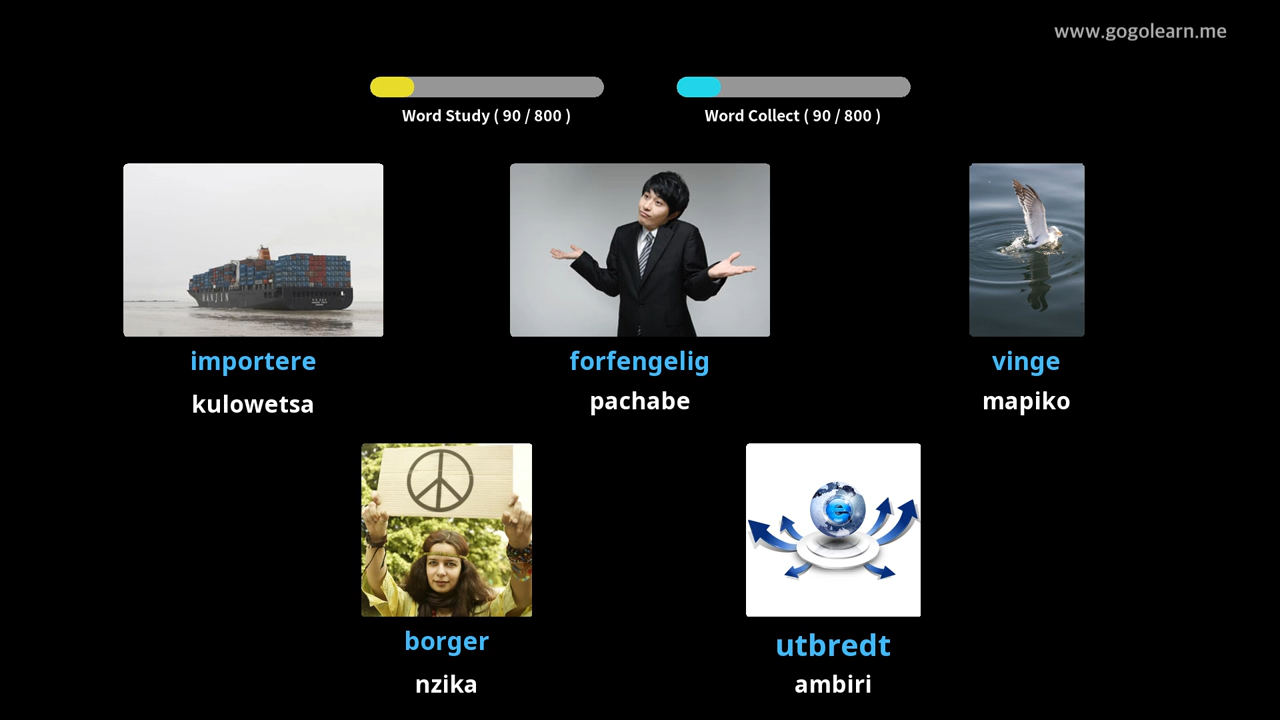 www.gogolearn.me
Word Study ( 90 / 800 )
Word Collect ( 90 / 800 )
HANJIN
importere
kulowetsa
forfengelig
pachabe
vinge
mapiko
e
borger
nzika
utbredt
ambiri